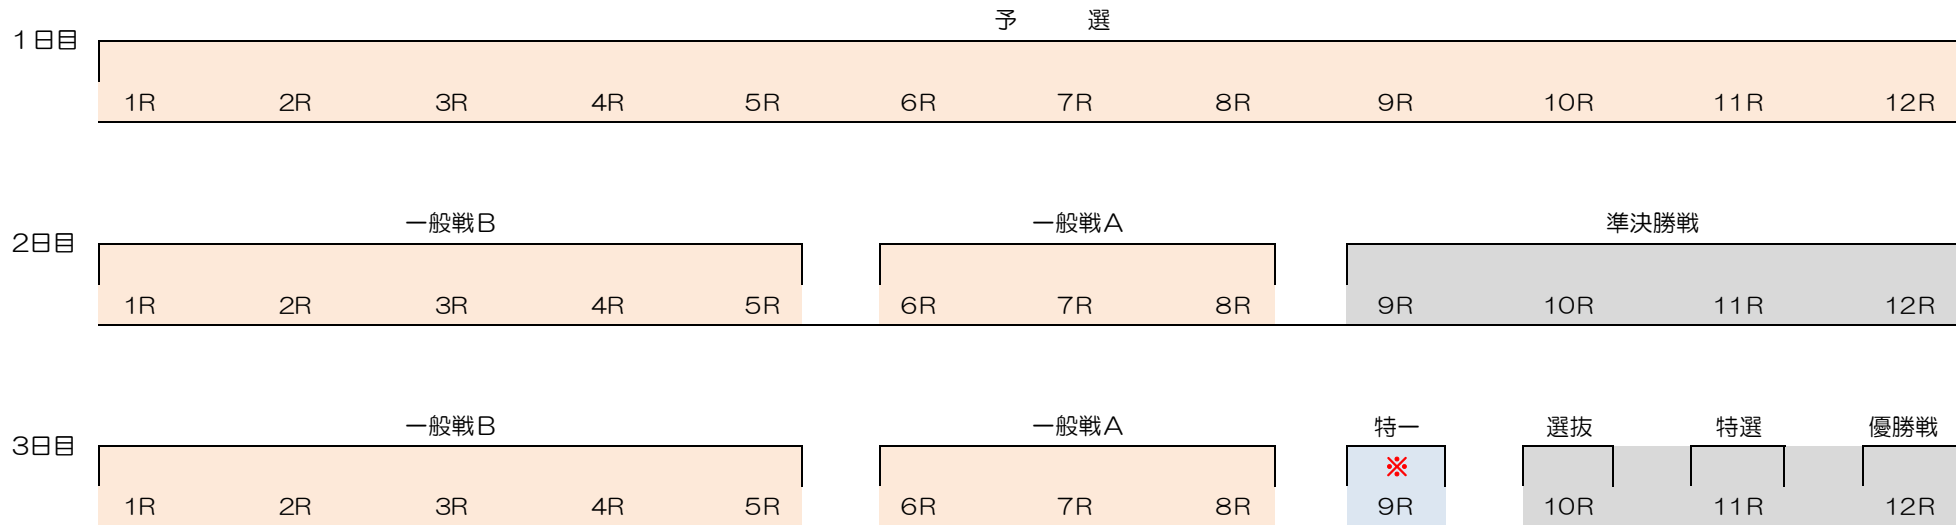 予　選
1日目
1R 2R 3R 4R 5R 6R 7R 8R 9R 10R 11R 12R
一般戦B 一般戦A 準決勝戦
2日目
1R 2R 3R 4R 5R 6R 7R 8R 9R 10R 11R 12R
一般戦B 一般戦A 特一 選抜 特選 優勝戦
3日目
※
1R 2R 3R 4R 5R 6R 7R 8R 9R 10R 11R 12R